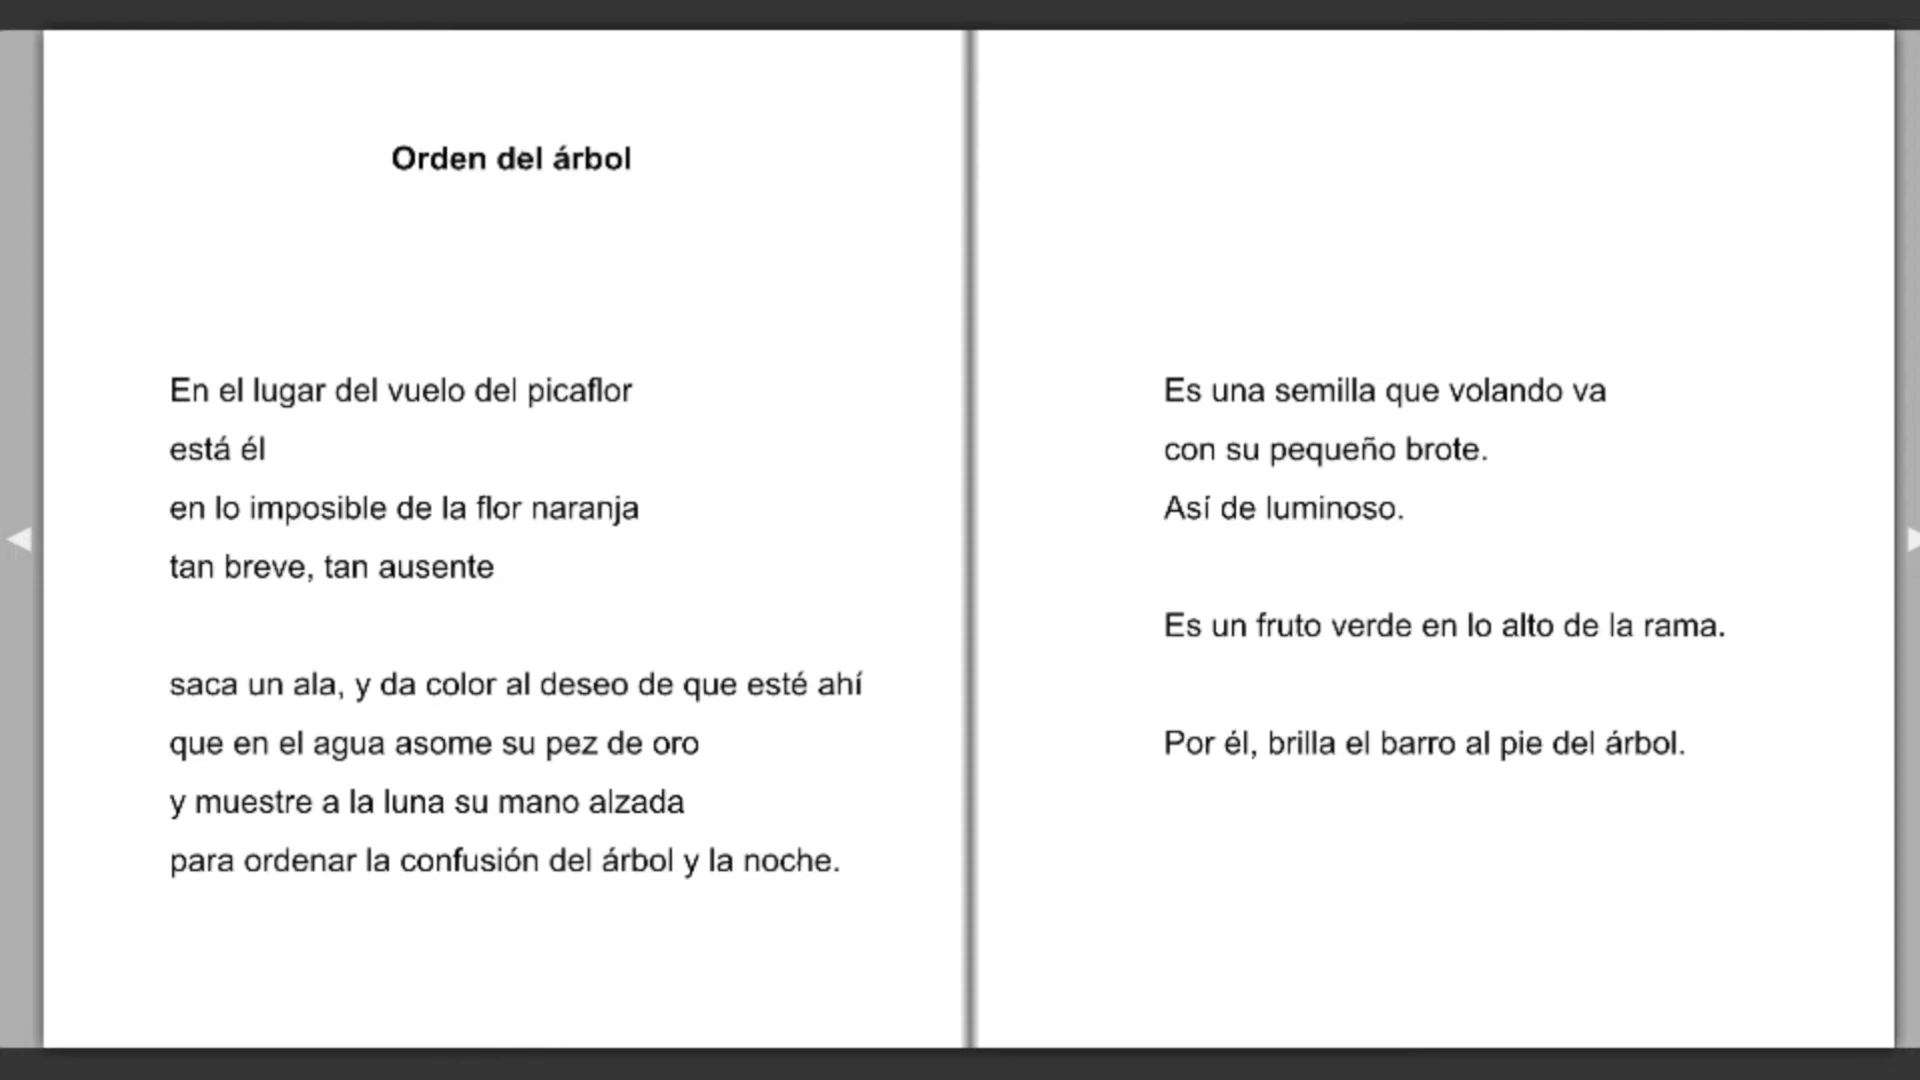 Orden del árbol
En el lugar del vuelo del picaflor
está él
en lo imposible de la flor naranja
tan breve, tan ausente
saca un ala, y da color al deseo de que esté ahí
que en el agua asome su pez de oro
y muestre a la luna su mano alzada
para ordenar la confusión del árbol y la noche.
Es una semilla que volando va
con su pequeño brote.
Así de luminoso.
Es un fruto verde en lo alto de la rama.
Por él, brilla el barro al pie del árbol.